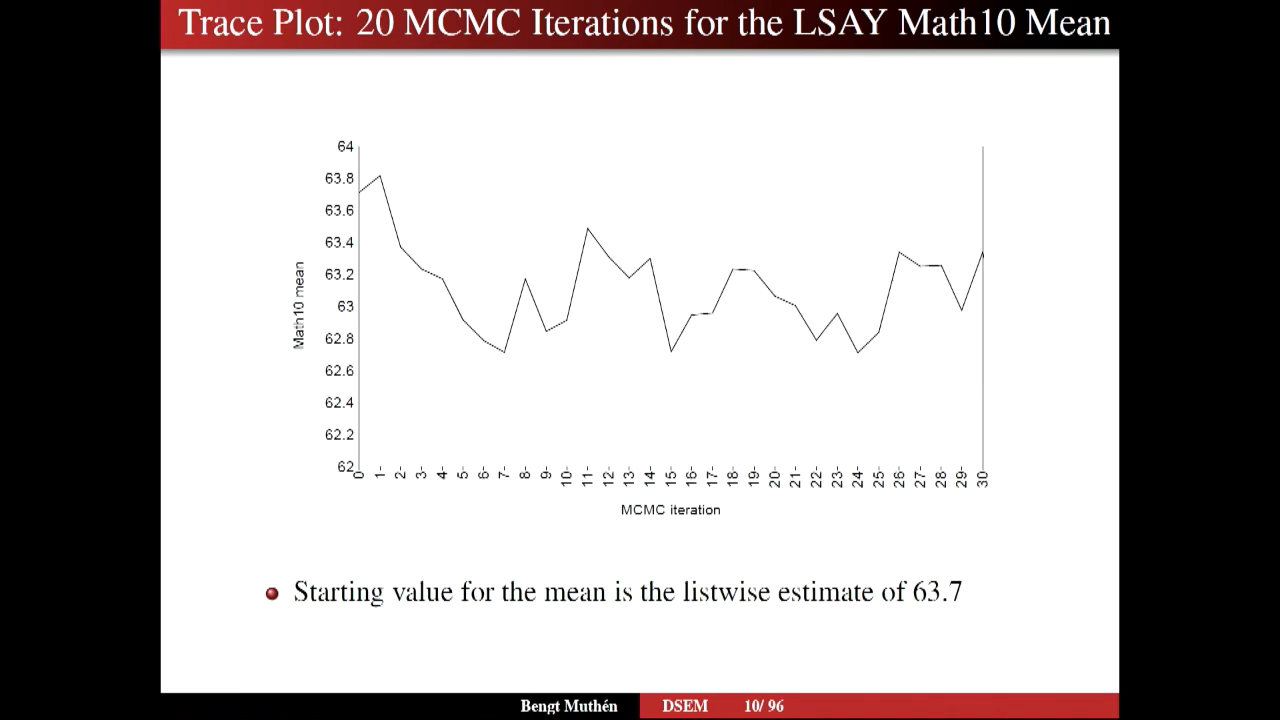 Trace Plot: 20 MCMC Iterations for the LSAY Math10 Mean
64
63.8
63.6
63.4
63.2
63
62.8
62.6
62.4
62.2
62
Math10 mean
0 1 2 3 4 5 6 7 8 9 10 11 12 13 14 15 16 17 18 19 20 21 22 23 24 25 26 27 28 29 30
MCMC iteration
Starting value for the mean is the listwise estimate of 63.7
Bengt Muthén DSEM 10/ 96